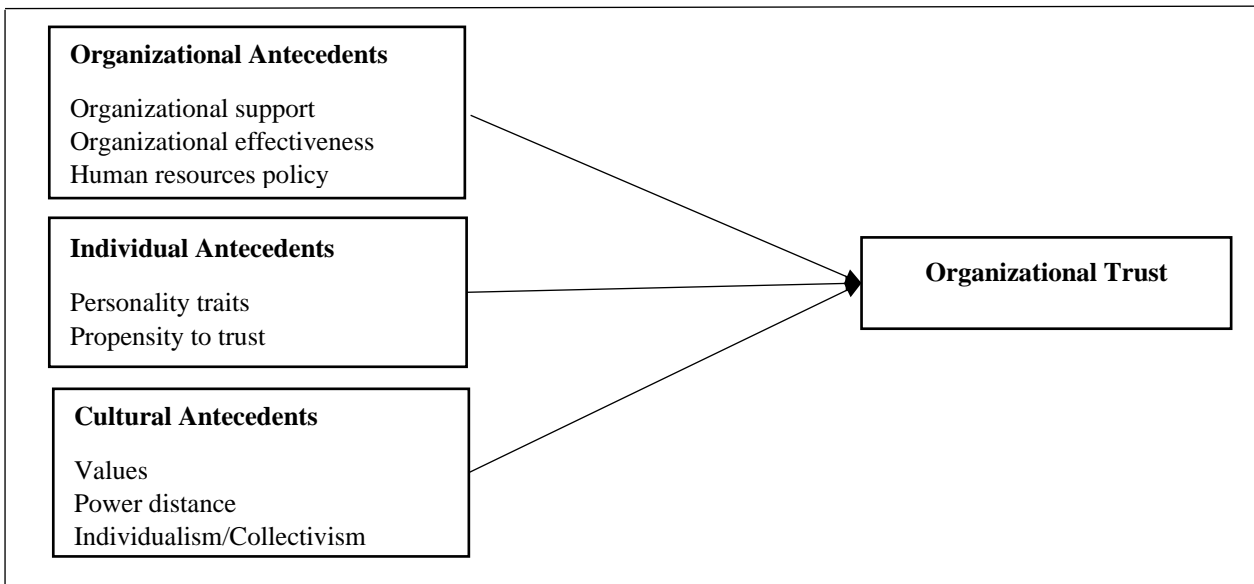 Organizational Antecedents
Organizational support
Organizational effectiveness
Human resources policy
Individual Antecedents
Personality traits
Propensity to trust
Cultural Antecedents
Values
Power distance
Individualism/Collectivism
Organizational Trust